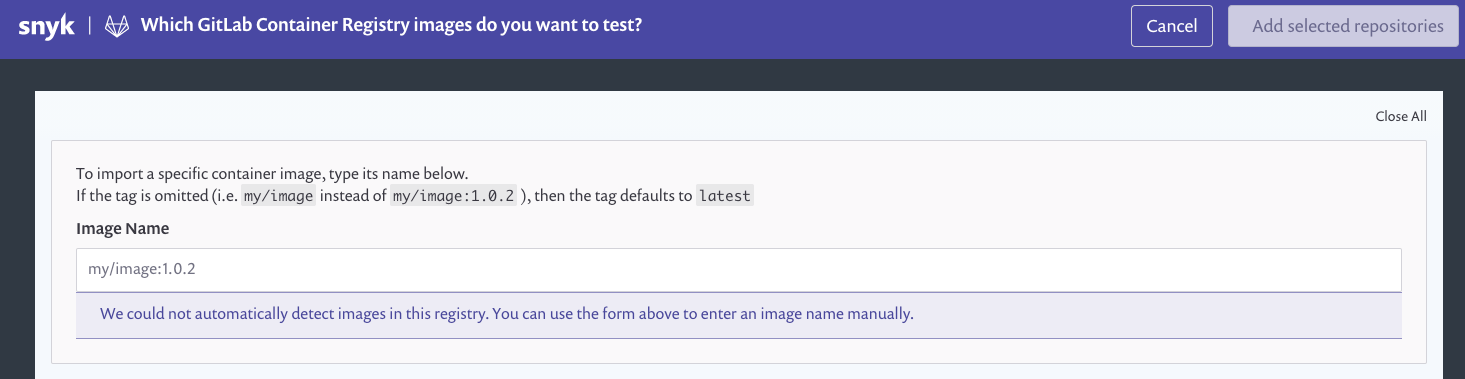 snyk | Which GitLab Container Registry images do you want to test? Cancel Add selected repositories
Close All
To import a specific container image, type its name below.
If the tag is omitted (i.e. my/image instead of my/image:1.0.2 ), then the tag defaults to latest
Image Name
my/image:1.0.2
We could not automatically detect images in this registry. You can use the form above to enter an image name manually.